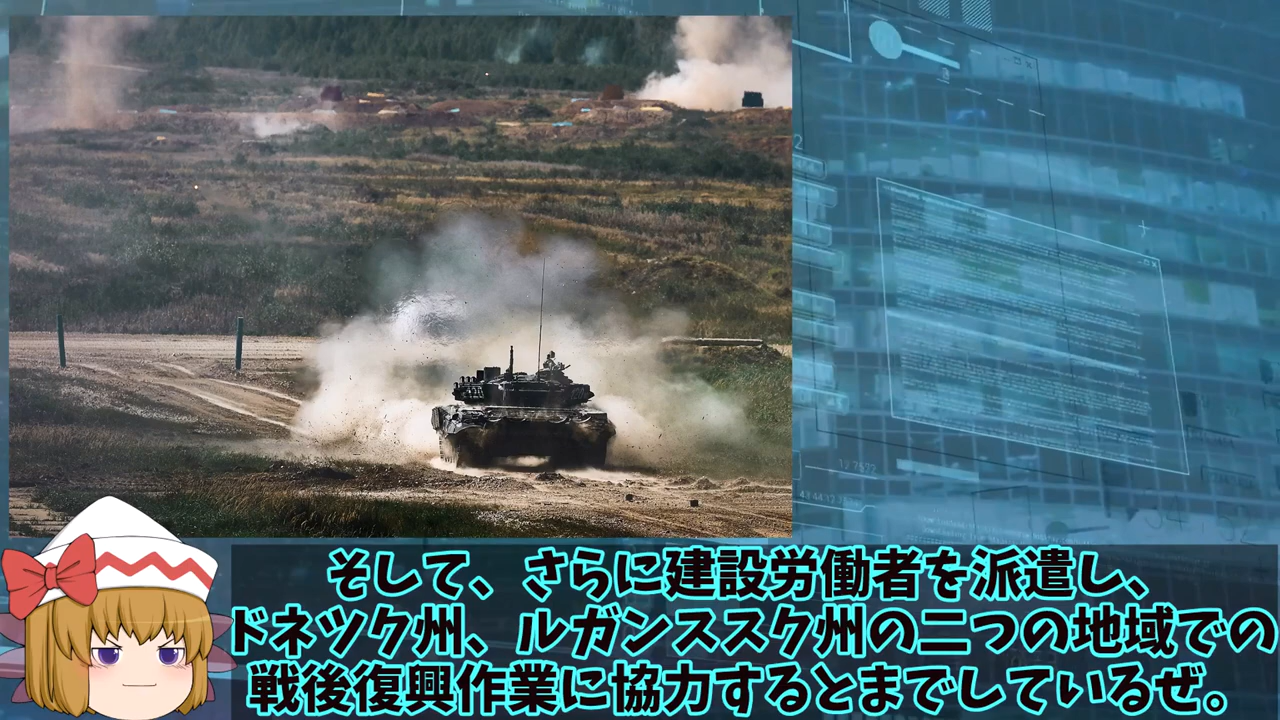 そして、さらに建設労働者を派遣し、
ドネツク州、ルガンススク州の二つの地域での
戦後復興作業に協力するとまでしているぜ。